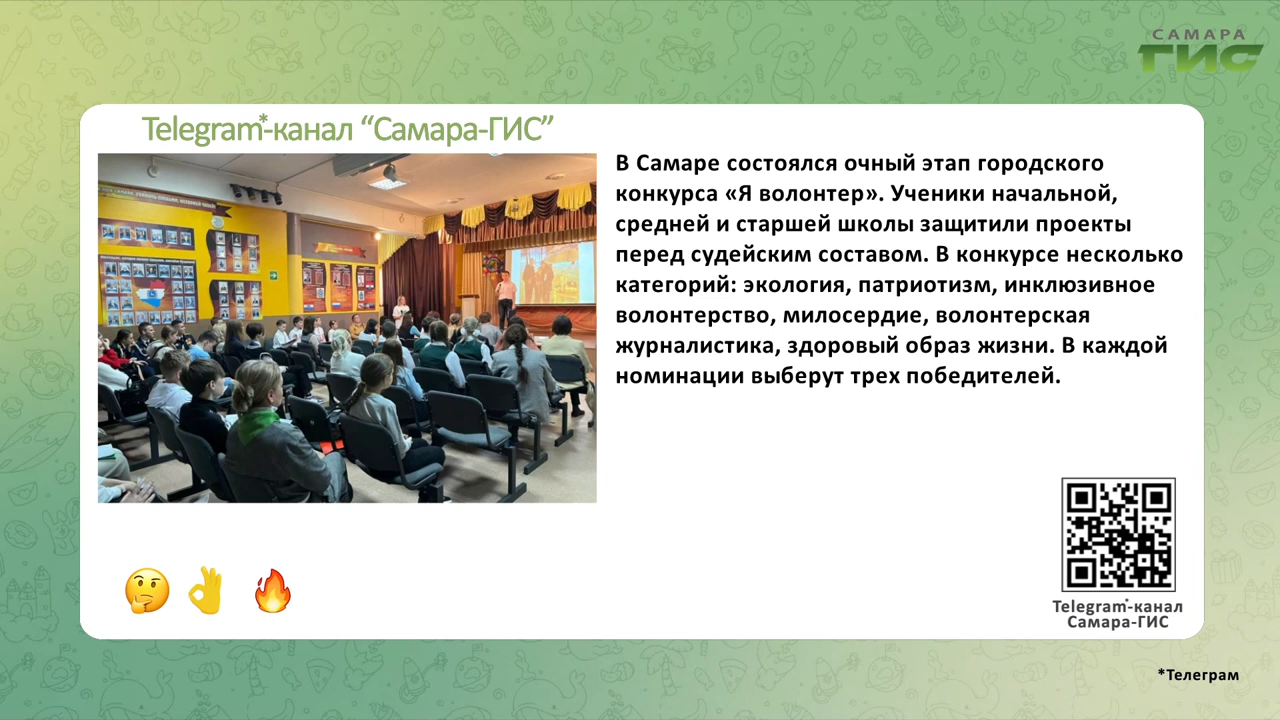 САМАРА
ГИС
Telegram*-канал “Самара-ГИС”
В Самаре состоялся очный этап городского
конкурса «Я волонтер». Ученики начальной,
средней и старшей школы защитили проекты
перед судейским составом. В конкурсе несколько
категорий: экология, патриотизм, инклюзивное
волонтерство, милосердие, волонтерская
журналистика, здоровый образ жизни. В каждой
номинации выберут трех победителей.
Telegram*-канал
Самара-ГИС
*Телеграм